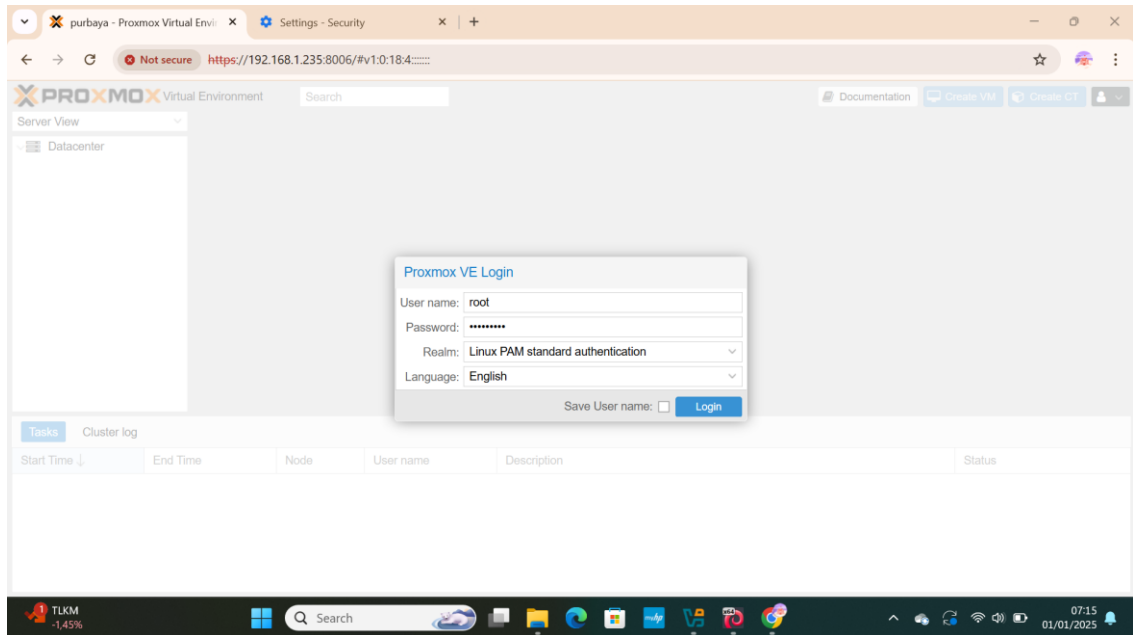 purbaya - Proxmox Virtual Envi
Settings - Security
Not secure https://192.168.1.235:8006/#v1:0:18:4:::::::
PROXMOX Virtual Environment
Search
Documentation
Create VM
Create CT
Server View
Datacenter
Proxmox VE Login
User name: root
Password: •••••••••
Realm: Linux PAM standard authentication
Language: English
Save User name:
Login
Tasks
Cluster log
Start Time ↓ End Time Node User name Description Status
1
TLKM
-1,45%
Search
07:15
01/01/2025